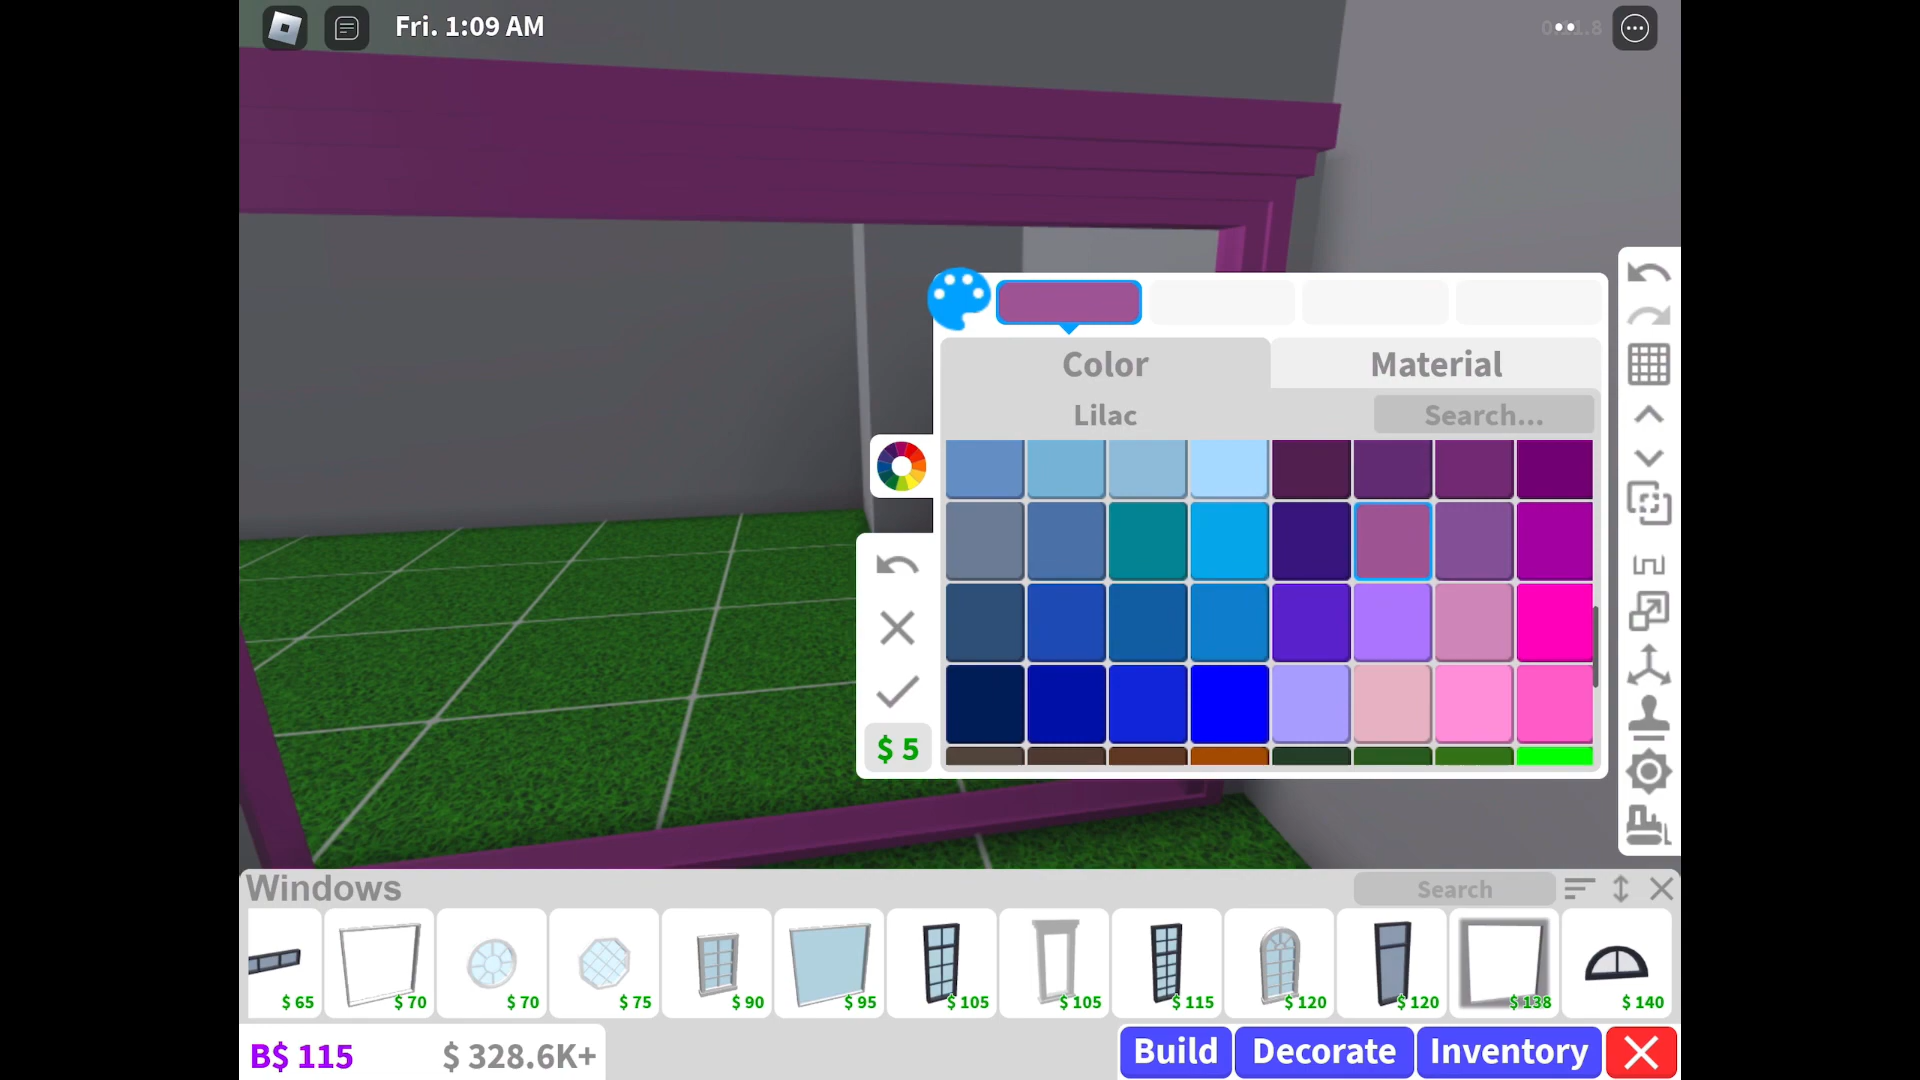 Fri. 1:09 AM
Color
Material
Lilac
Search...
$ 5
Windows
Search
$ 65
$ 70
$ 70
$ 75
$ 90
$ 95
$ 105
$ 105
$ 115
$ 120
$ 120
$ 138
$ 140
B$ 115
$ 328.6K+
Build
Decorate
Inventory